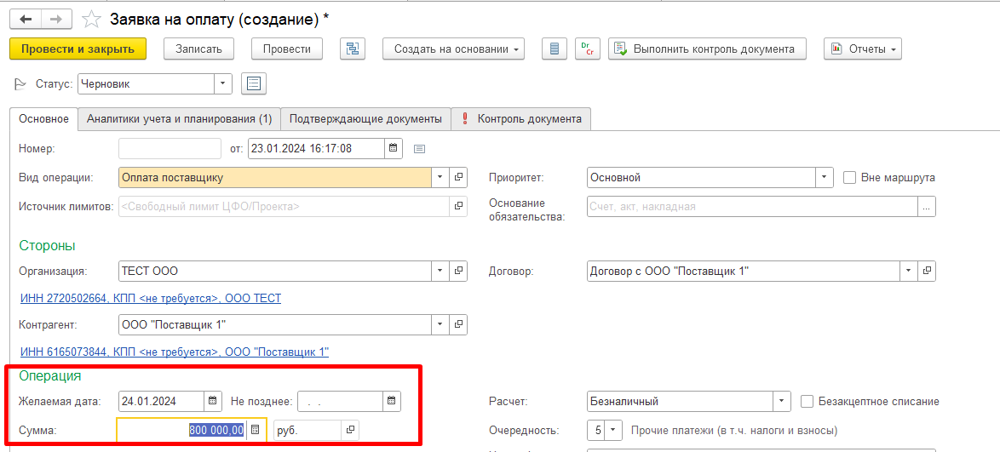 Заявка на оплату (создание) *
Провести и закрыть Записать Провести Создать на основании Dr Cr Выполнить контроль документа Отчеты
Статус: Черновик
Основное Аналитики учета и планирования (1) Подтверждающие документы Контроль документа
Номер: от: 23.01.2024 16:17:08
Вид операции: Оплата поставщику Приоритет: Основной Вне маршрута
Источник лимитов: <Свободный лимит ЦФО/Проекта> Основание обязательства: Счет, акт, накладная ...
Стороны
Организация: ТЕСТ ООО Договор: Договор с ООО "Поставщик 1"
ИНН 2720502664, КПП <не требуется>, ООО ТЕСТ
Контрагент: ООО "Поставщик 1"
ИНН 6165073844, КПП <не требуется>, ООО "Поставщик 1"
Операция
Желаемая дата: 24.01.2024 Не позднее: . . Расчет: Безналичный Безакцептное списание
Сумма: 800 000,00 руб. Очередность: 5 Прочие платежи (в т.ч. налоги и взносы)